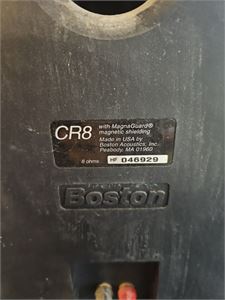 CR8
with MagnaGuard®
magnetic shielding
Made in USA by
Boston Acoustics, Inc.
Peabody, MA 01960
8 ohms
HF 046929
Boston